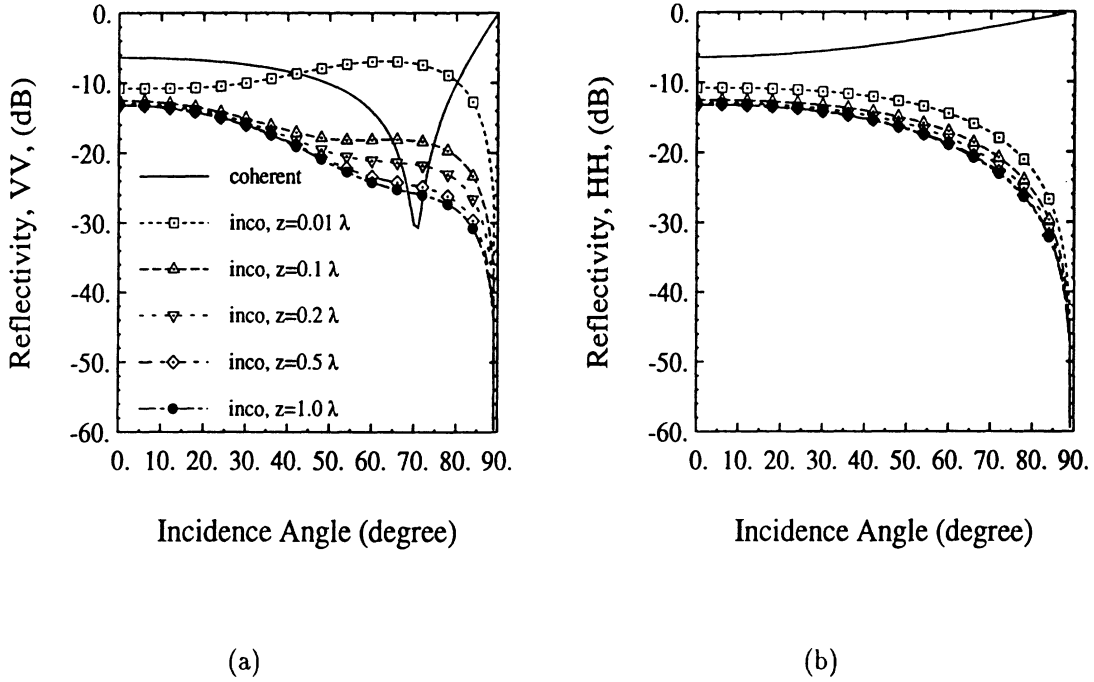 Reflectivity, VV, (dB)
0.
-10.
-20.
-30.
-40.
-50.
-60.
coherent
inco, z=0.01 λ
inco, z=0.1 λ
inco, z=0.2 λ
inco, z=0.5 λ
inco, z=1.0 λ
0. 10. 20. 30. 40. 50. 60. 70. 80. 90.
Incidence Angle (degree)
(a)
Reflectivity, HH, (dB)
0.
-10.
-20.
-30.
-40.
-50.
-60.
0. 10. 20. 30. 40. 50. 60. 70. 80. 90.
Incidence Angle (degree)
(b)